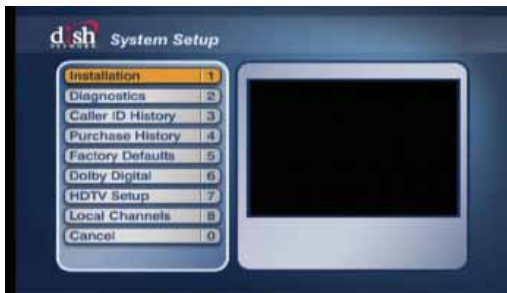 dish System Setup
NETWORK
Installation 1
Diagnostics 2
Caller ID History 3
Purchase History 4
Factory Defaults 5
Dolby Digital 6
HDTV Setup 7
Local Channels 8
Cancel 0